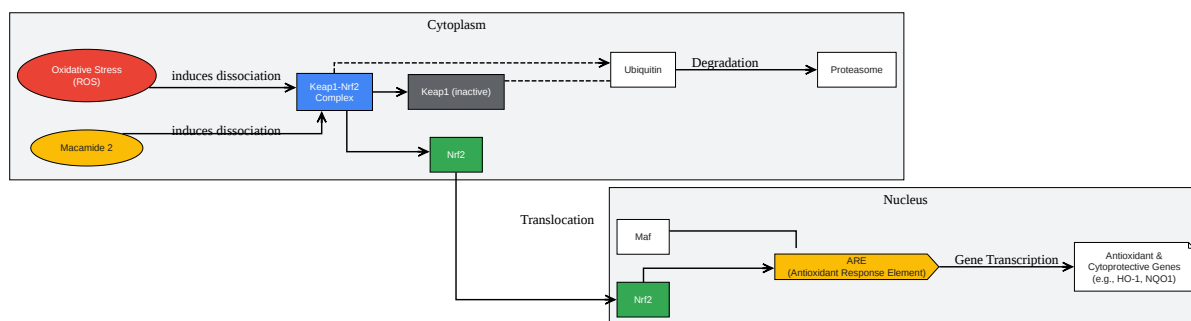 Cytoplasm
Oxidative Stress
(ROS)
induces dissociation
Keap1-Nrf2
Complex
Keap1 (inactive)
Ubiquitin
Degradation
Proteasome
Macamide 2
induces dissociation
Nrf2
Translocation
Nucleus
Maf
Nrf2
ARE
(Antioxidant Response Element)
Gene Transcription
Antioxidant &
Cytoprotective Genes
(e.g., HO-1, NQO1)